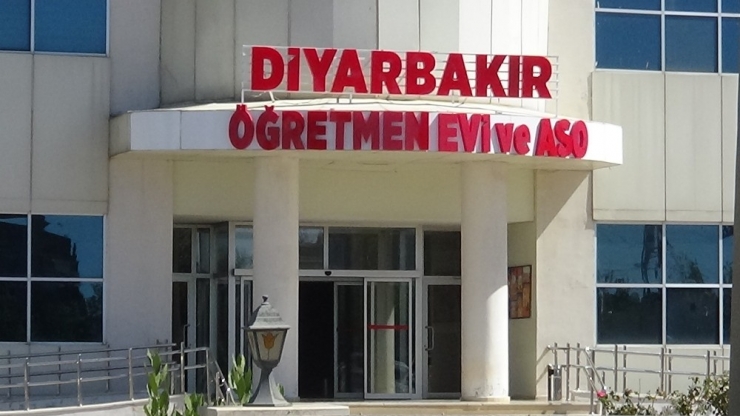 DİYARBAKIR
ÖĞRETMEN EVİ ve ASO